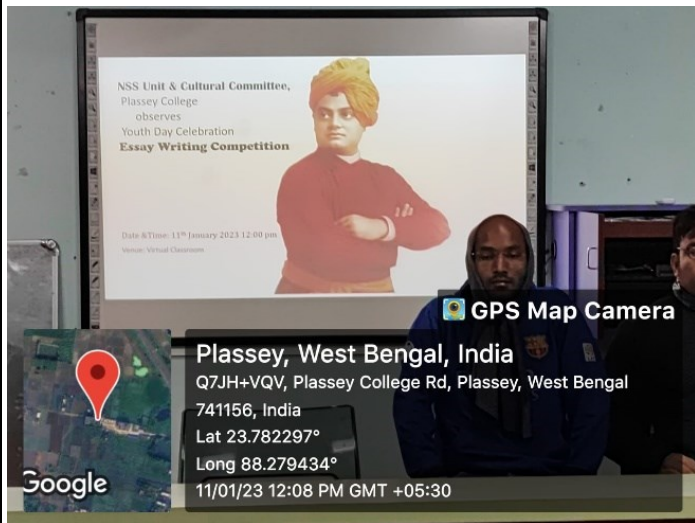 NSS Unit & Cultural Committee,
Plassey College
observes
Youth Day Celebration
Essay Writing Competition
Date &Time: 11th January 2023 12:00 pm
Venue: Virtual Classroom
GPS Map Camera
Plassey, West Bengal, India
Q7JH+VQV, Plassey College Rd, Plassey, West Bengal
741156, India
Lat 23.782297°
Long 88.279434°
11/01/23 12:08 PM GMT +05:30
Google